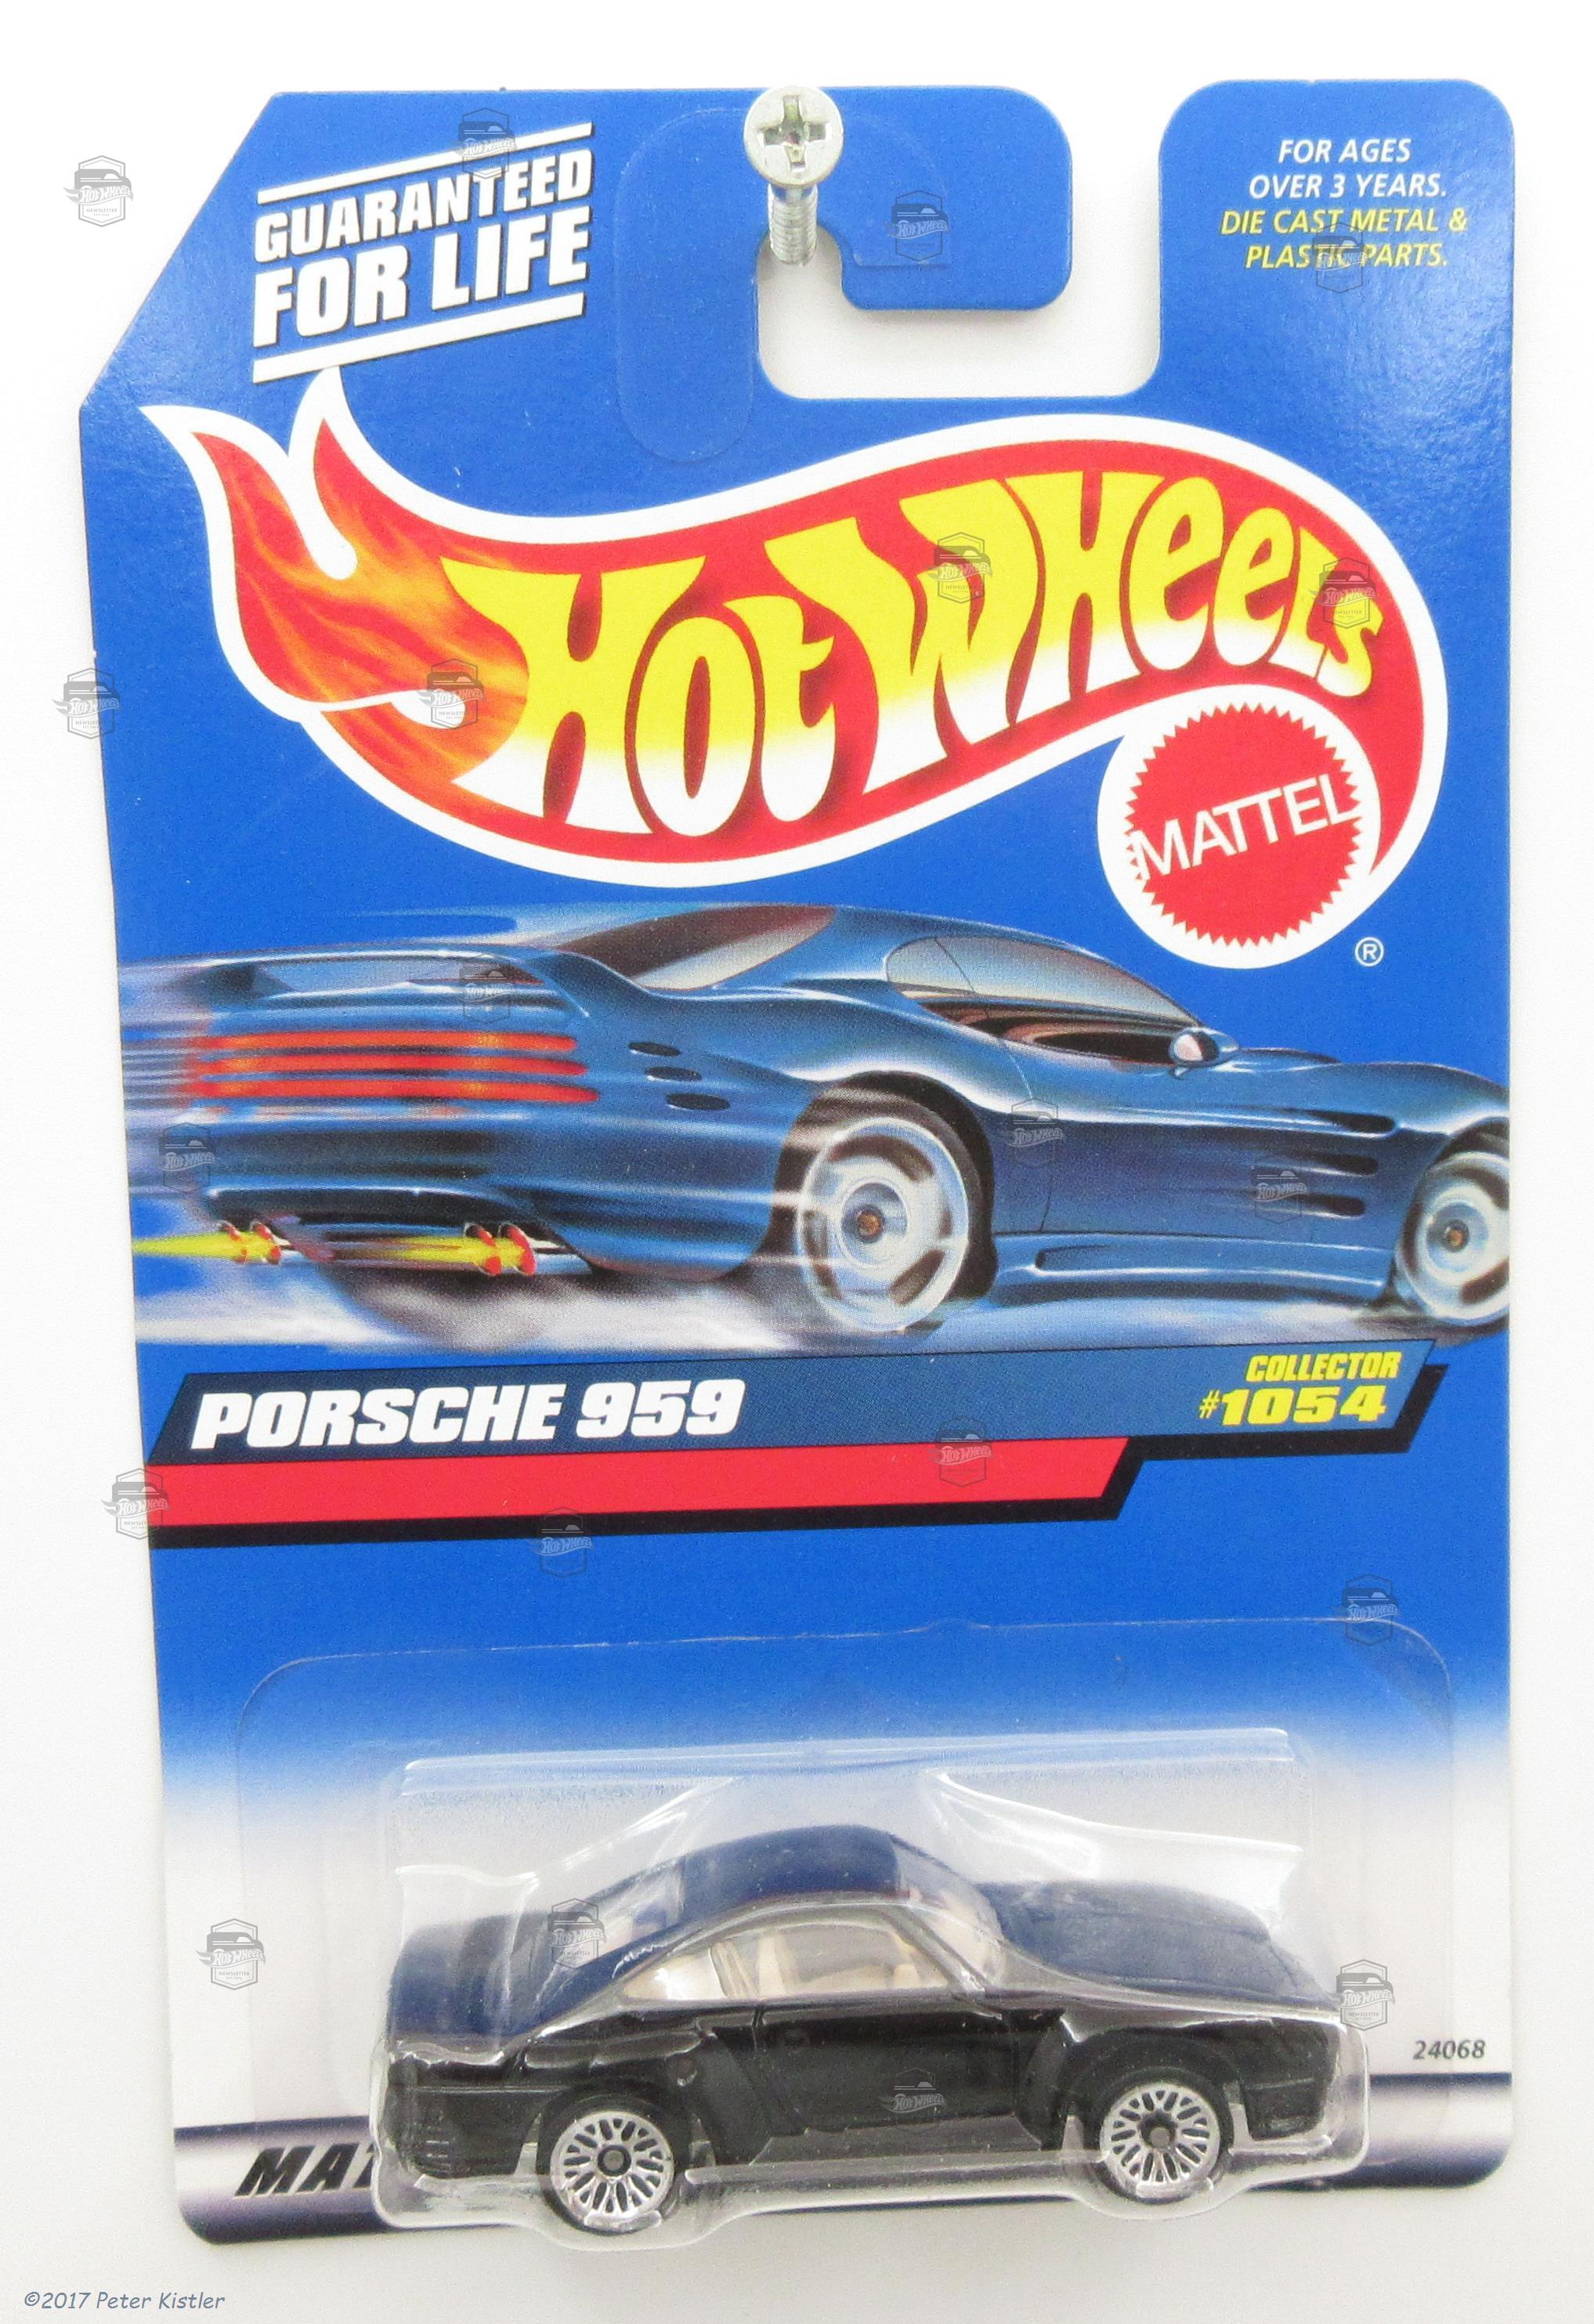 GUARANTEED
FOR LIFE
FOR AGES
OVER 3 YEARS.
DIE CAST METAL &
PLASTIC PARTS.
HOT WHEELS
MATTEL
®
PORSCHE 959
COLLECTOR
#1054
24068
MAT
©2017 Peter Kistler